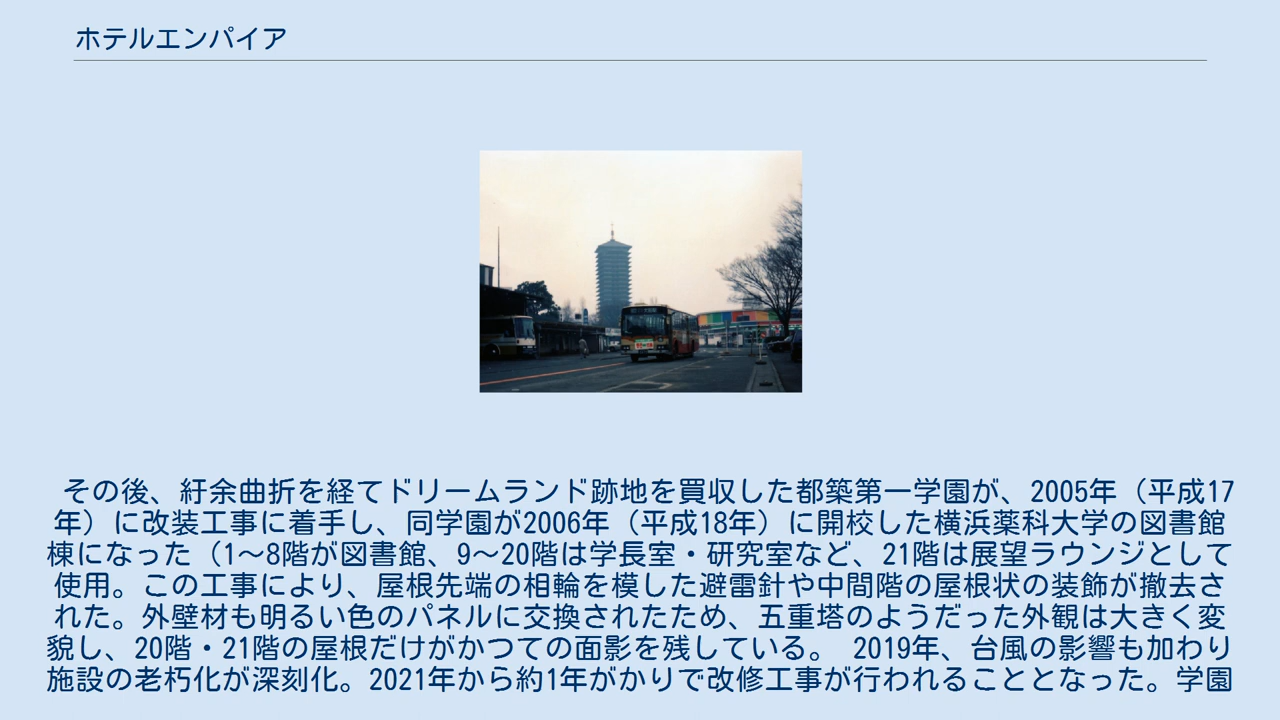 ホテルエンパイア
その後、紆余曲折を経てドリームランド跡地を買収した都築第一学園が、2005年（平成17
年）に改装工事に着手し、同学園が2006年（平成18年）に開校した横浜薬科大学の図書館
棟になった（1〜8階が図書館、9〜20階は学長室・研究室など、21階は展望ラウンジとして
使用。この工事により、屋根先端の相輪を模した避雷針や中間階の屋根状の装飾が撤去さ
れた。外壁材も明るい色のパネルに交換されたため、五重塔のようだった外観は大きく変
貌し、20階・21階の屋根だけがかつての面影を残している。 2019年、台風の影響も加わり
施設の老朽化が深刻化。2021年から約1年がかりで改修工事が行われることとなった。学園